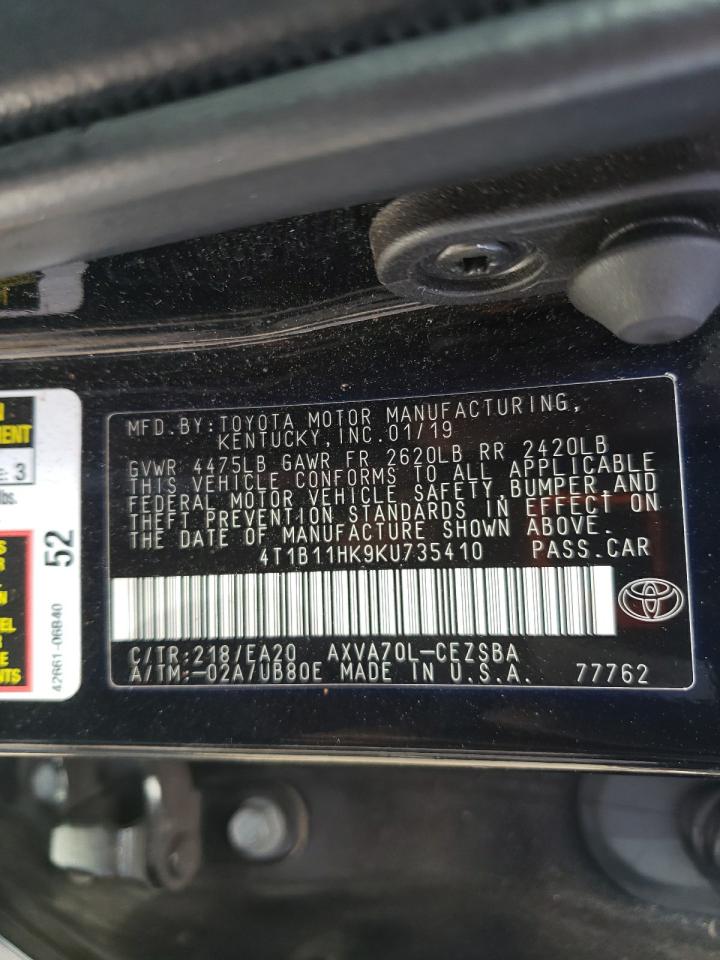 MFD.BY:TOYOTA MOTOR MANUFACTURING,
KENTUCKY,INC.01/19
GVWR 4475LB GAWR FR 2620LB RR 2420LB
THIS VEHICLE CONFORMS TO ALL APPLICABLE
FEDERAL MOTOR VEHICLE SAFETY,BUMPER,AND
THEFT PREVENTION STANDARDS IN EFFECT ON
THE DATE OF MANUFACTURE SHOWN ABOVE.
4T1B11HK9KU735410 PASS.CAR
C/TR:218/EA20 AXVA70L-CEZSBA
A/TM:-02A/UB80E MADE IN U.S.A. 77762
52
42661-06B40
: 3
lbs.